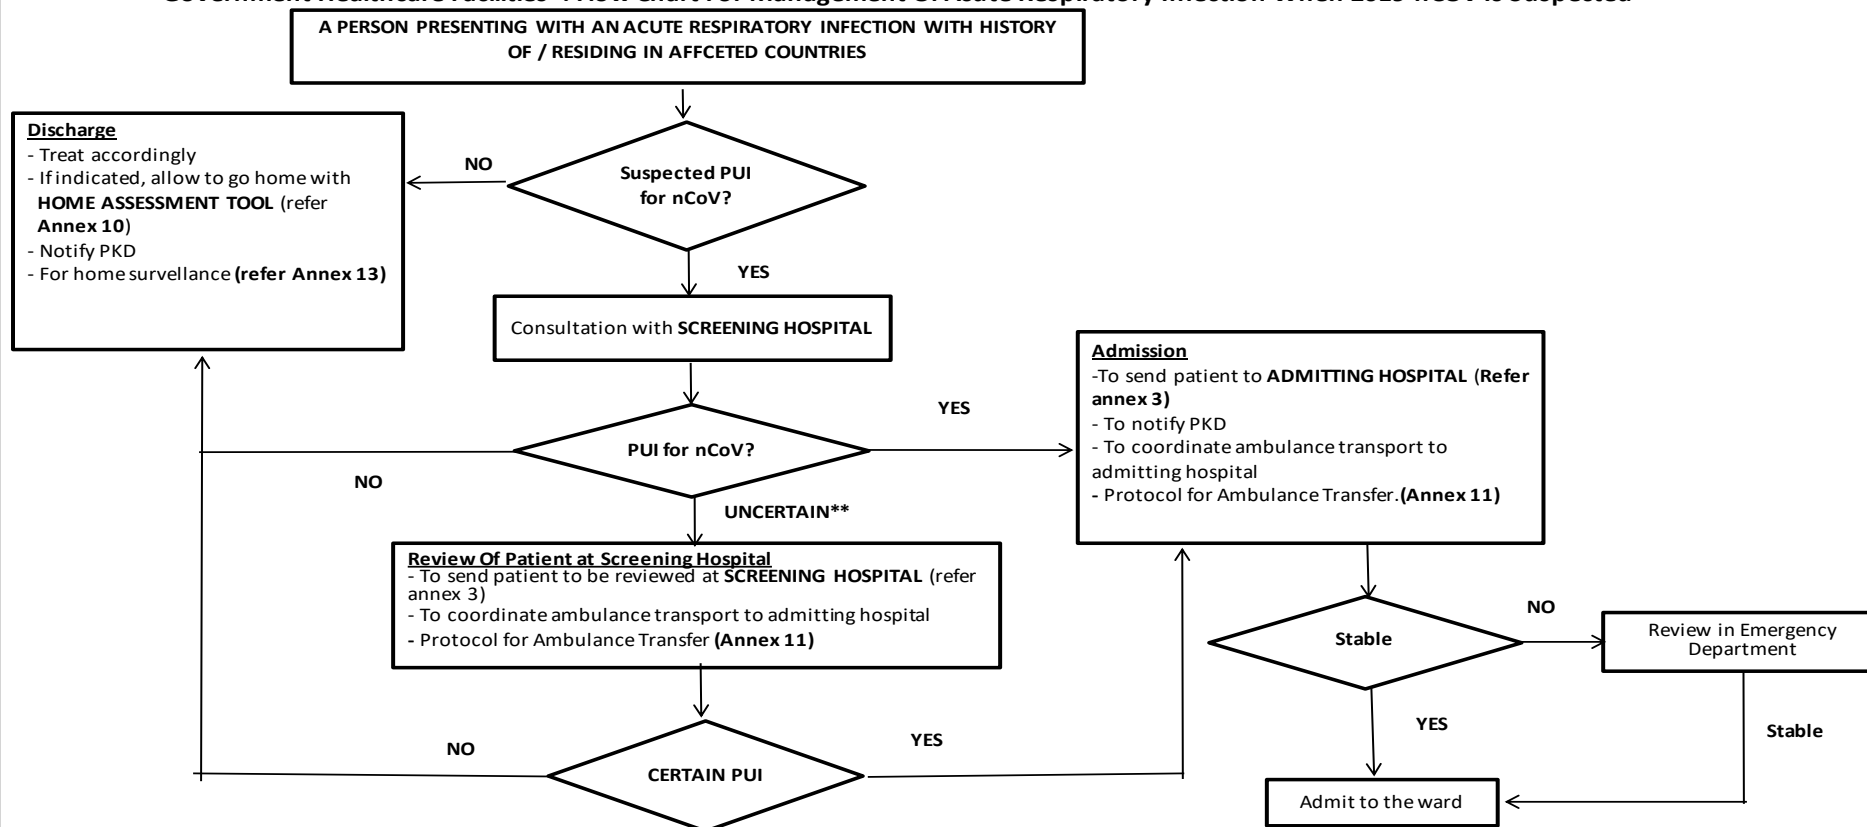 A PERSON PRESENTING WITH AN ACUTE RESPIRATORY INFECTION WITH HISTORY
OF / RESIDING IN AFFCETED COUNTRIES
Discharge
- Treat accordingly
- If indicated, allow to go home with
HOME ASSESSMENT TOOL (refer
Annex 10)
- Notify PKD
- For home survellance (refer Annex 13)
NO
Suspected PUI
for nCoV?
YES
Consultation with SCREENING HOSPITAL
PUI for nCoV?
YES
NO
UNCERTAIN**
Admission
-To send patient to ADMITTING HOSPITAL (Refer
annex 3)
- To notify PKD
- To coordinate ambulance transport to
admitting hospital
- Protocol for Ambulance Transfer.(Annex 11)
Review Of Patient at Screening Hospital
- To send patient to be reviewed at SCREENING HOSPITAL (refer
annex 3)
- To coordinate ambulance transport to admitting hospital
- Protocol for Ambulance Transfer (Annex 11)
Stable
NO
Review in Emergency
Department
NO
CERTAIN PUI
YES
YES
Stable
Admit to the ward